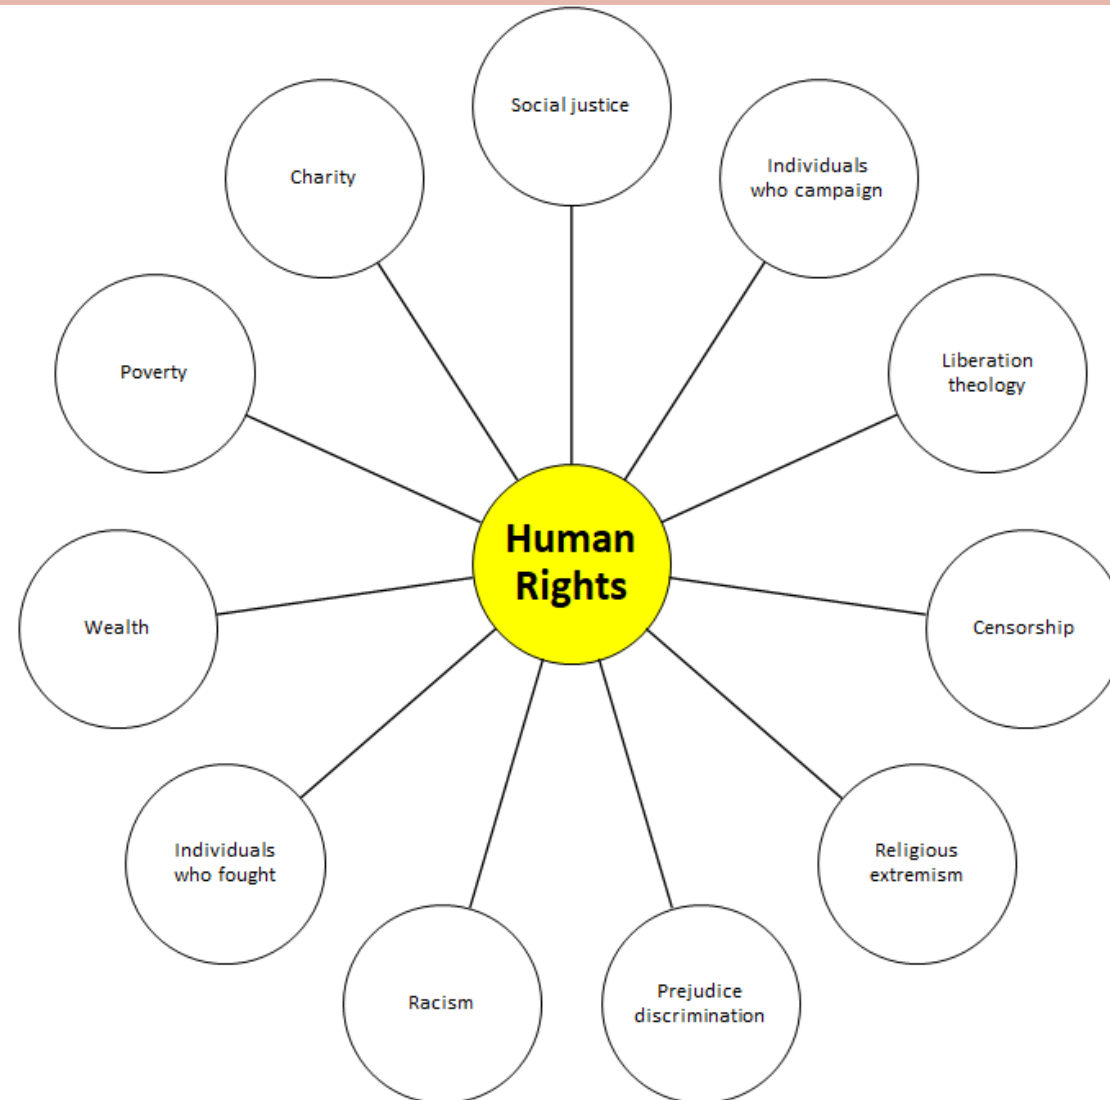 Social justice
Individuals
who campaign
Charity
Liberation
theology
Poverty
Human
Rights
Censorship
Wealth
Individuals
who fought
Religious
extremism
Racism
Prejudice
discrimination